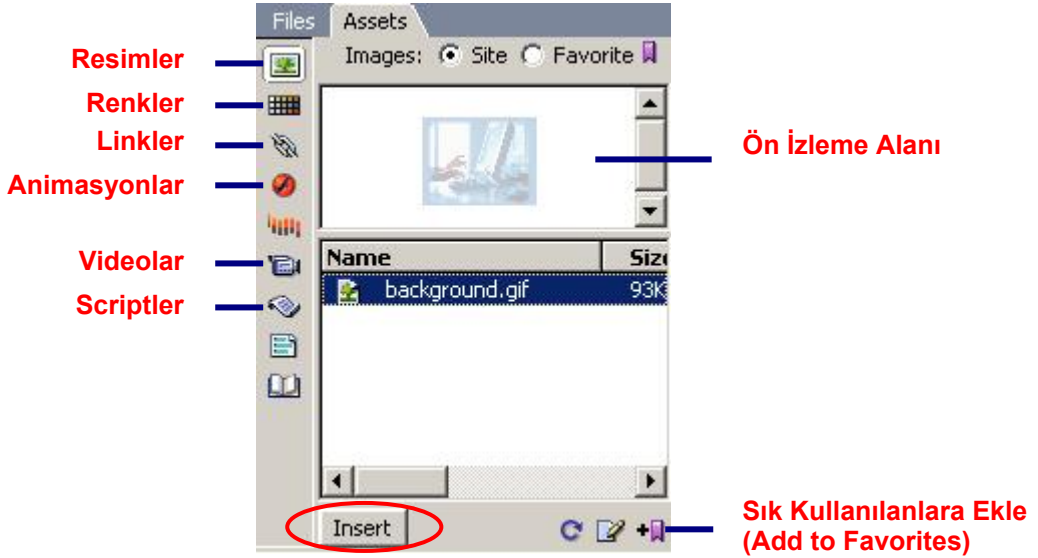 Files Assets
Images: Site Favorite
Resimler
Renkler
Linkler
Animasyonlar
Videolar
Scriptler
Ön İzleme Alanı
Name Size
background.gif 93K
Insert
Sık Kullanılanlara Ekle
(Add to Favorites)